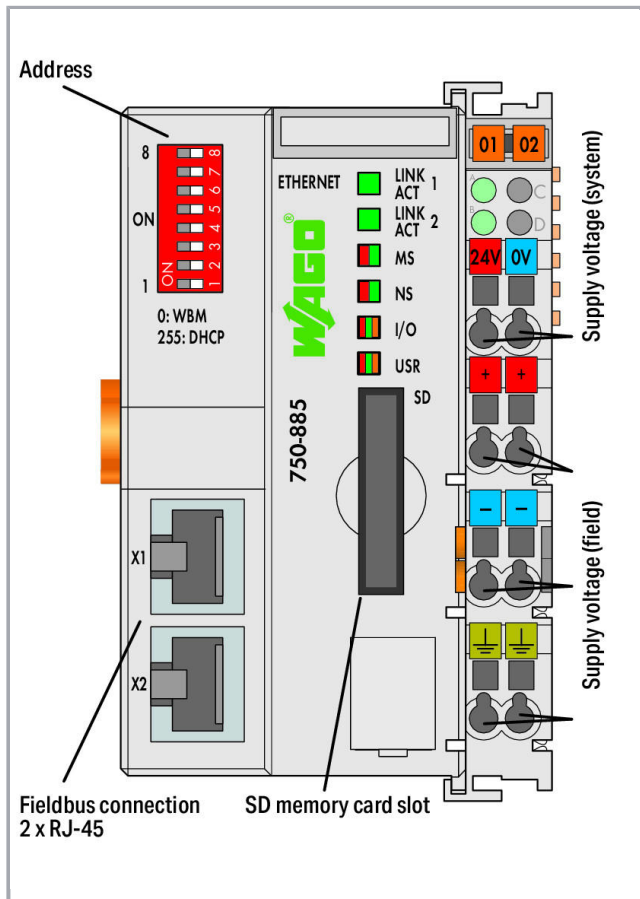 Address
8
ON
1
8
7
6
5
4
3
2
1
ON
0: WBM
255: DHCP
ETHERNET
LINK
ACT 1
LINK
ACT 2
MS
NS
I/O
USR
SD
WAGO
®
750-885
X1
X2
01 02
A
C
B
D
24V 0V
+ +
− −
Supply voltage (system)
Supply voltage (field)
Fieldbus connection
2 x RJ-45
SD memory card slot